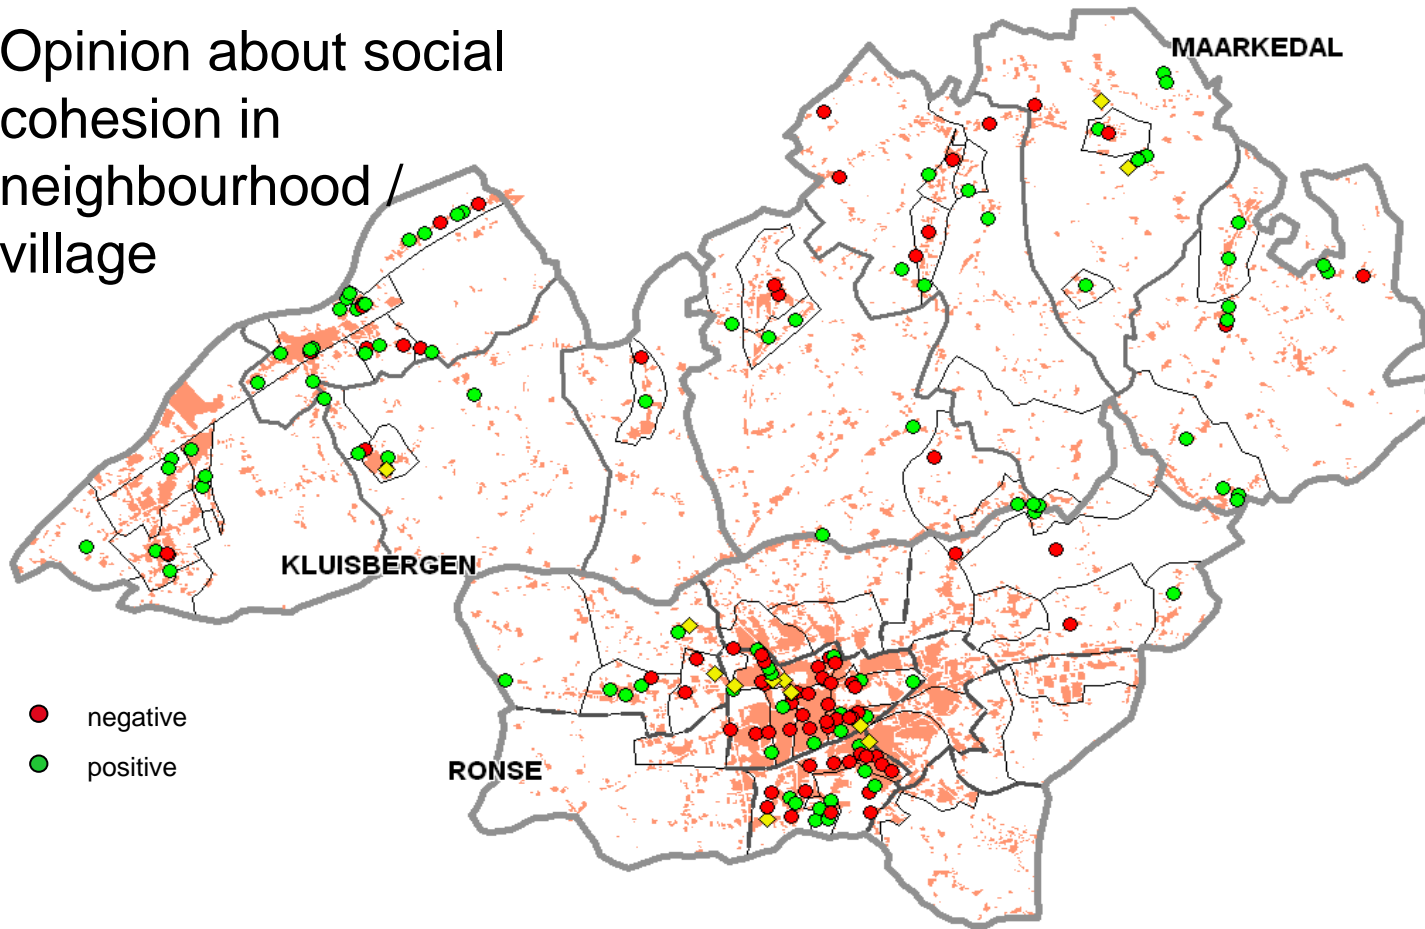 Opinion about social
cohesion in
neighbourhood /
village
MAARKEDAL
KLUISBERGEN
RONSE
negative
positive